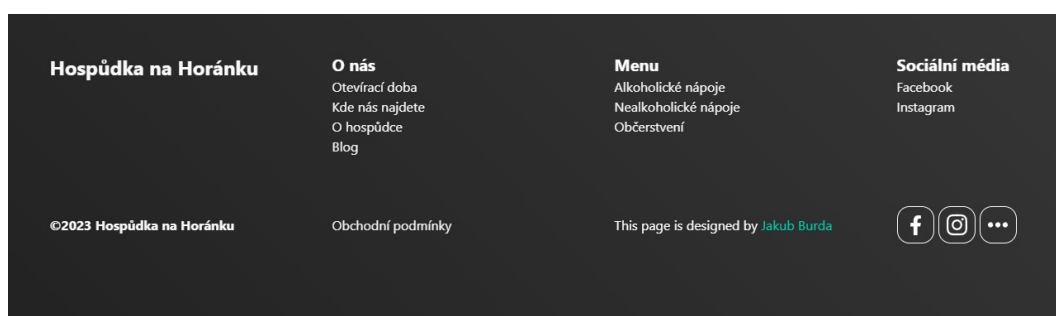 Hospůdka na Horánku
O nás
Otevírací doba
Kde nás najdete
O hospůdce
Blog
Menu
Alkoholické nápoje
Nealkoholické nápoje
Občerstvení
Sociální média
Facebook
Instagram
©2023 Hospůdka na Horánku
Obchodní podmínky
This page is designed by Jakub Burda